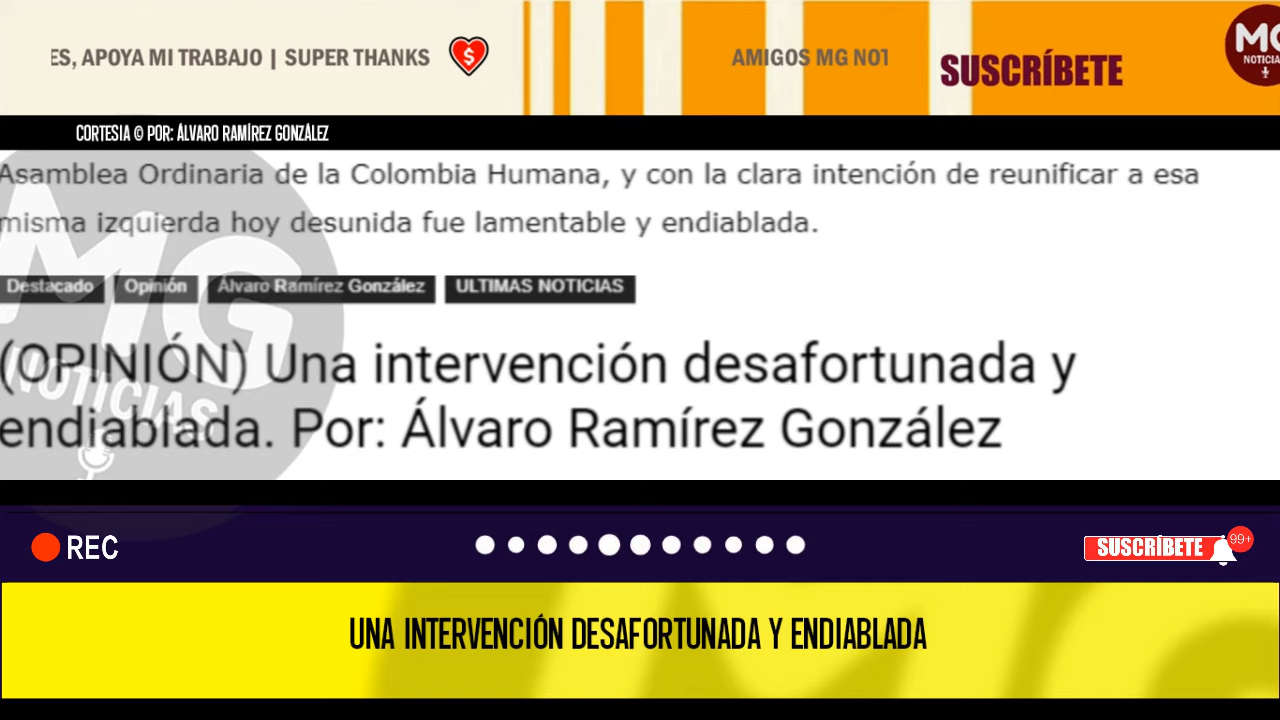 ES, APOYA MI TRABAJO | SUPER THANKS
AMIGOS MG NOT
SUSCRÍBETE
MG
NOTICIA
CORTESIA © POR: ÁLVARO RAMÍREZ GONZÁLEZ
Asamblea Ordinaria de la Colombia Humana, y con la clara intención de reunificar a esa
misma izquierda hoy desunida fue lamentable y endiablada.
Destacado Opinión Álvaro Ramírez González ULTIMAS NOTICIAS
(OPINIÓN) Una intervención desafortunada y
endiablada. Por: Álvaro Ramírez González
MG
NOTICIAS
REC
SUSCRÍBETE
99+
UNA INTERVENCIÓN DESAFORTUNADA Y ENDIABLADA